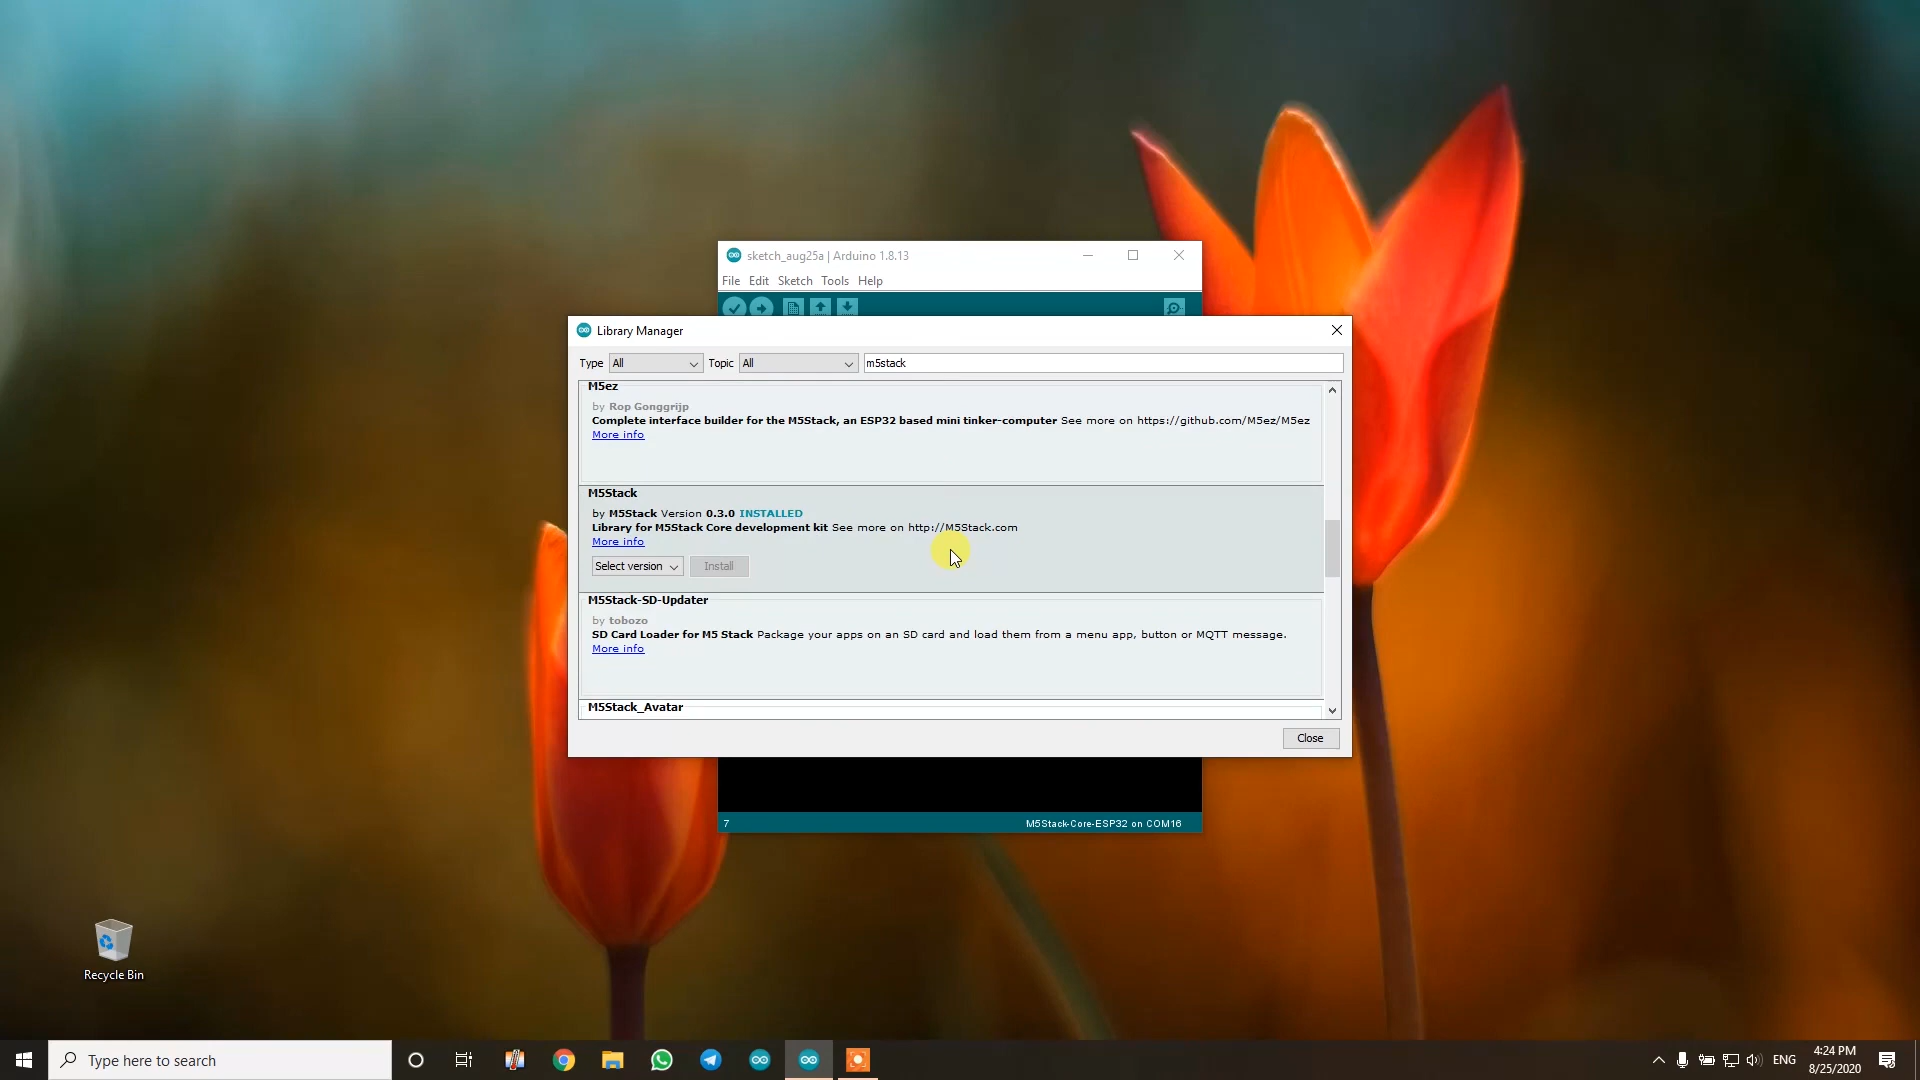 sketch_aug25a | Arduino 1.8.13
File Edit Sketch Tools Help
Library Manager
Type All Topic All m5stack
M5ez
by Rop Gonggrijp
Complete interface builder for the M5Stack, an ESP32 based mini tinker-computer See more on https://github.com/M5ez/M5ez
More info
M5Stack
by M5Stack Version 0.3.0 INSTALLED
Library for M5Stack Core development kit See more on http://M5Stack.com
More info
Select version Install
M5Stack-SD-Updater
by tobozo
SD Card Loader for M5 Stack Package your apps on an SD card and load them from a menu app, button or MQTT message.
More info
M5Stack_Avatar
Close
7 M5Stack-Core-ESP32 on COM16
Recycle Bin
Type here to search
ENG
4:24 PM
8/25/2020